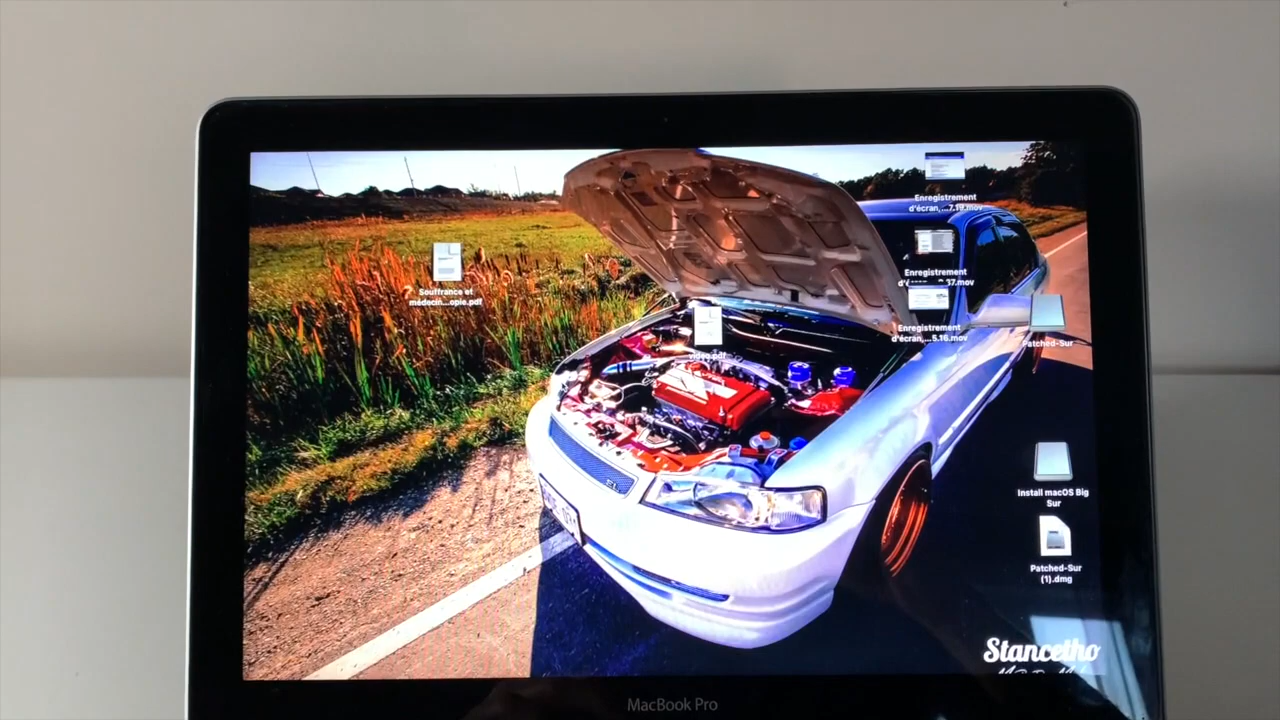 Enregistrement
d'écran,...7.19.mov
Souffrance et
médecin...opie.pdf
Enregistrement
37.mov
Enregistrement
d'écran,...5.16.mov
Patched-Sur
video.pdf
EL
Install macOS Big
Sur
Patched-Sur
(1).dmg
Stancetho
MacBook Pro